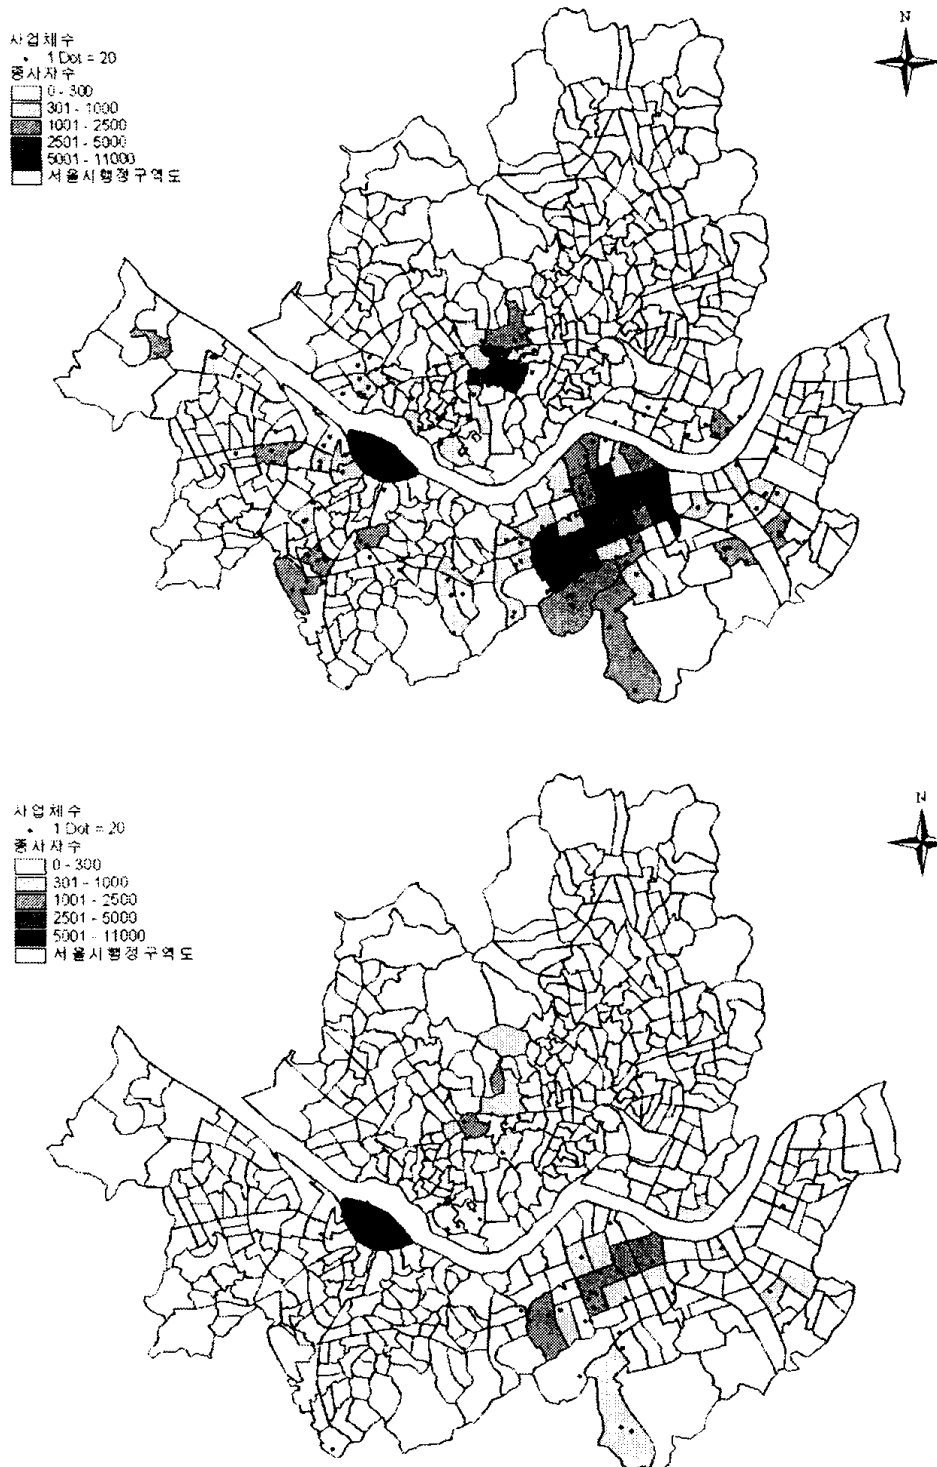 N
사업체수
1 Dot = 20
종사자수
0 - 300
301 - 1000
1001 - 2500
2501 - 5000
5001 - 11000
서울시행정구역도
N
사업체수
1 Dot = 20
종사자수
0 - 300
301 - 1000
1001 - 2500
2501 - 5000
5001 - 11000
서울시행정구역도